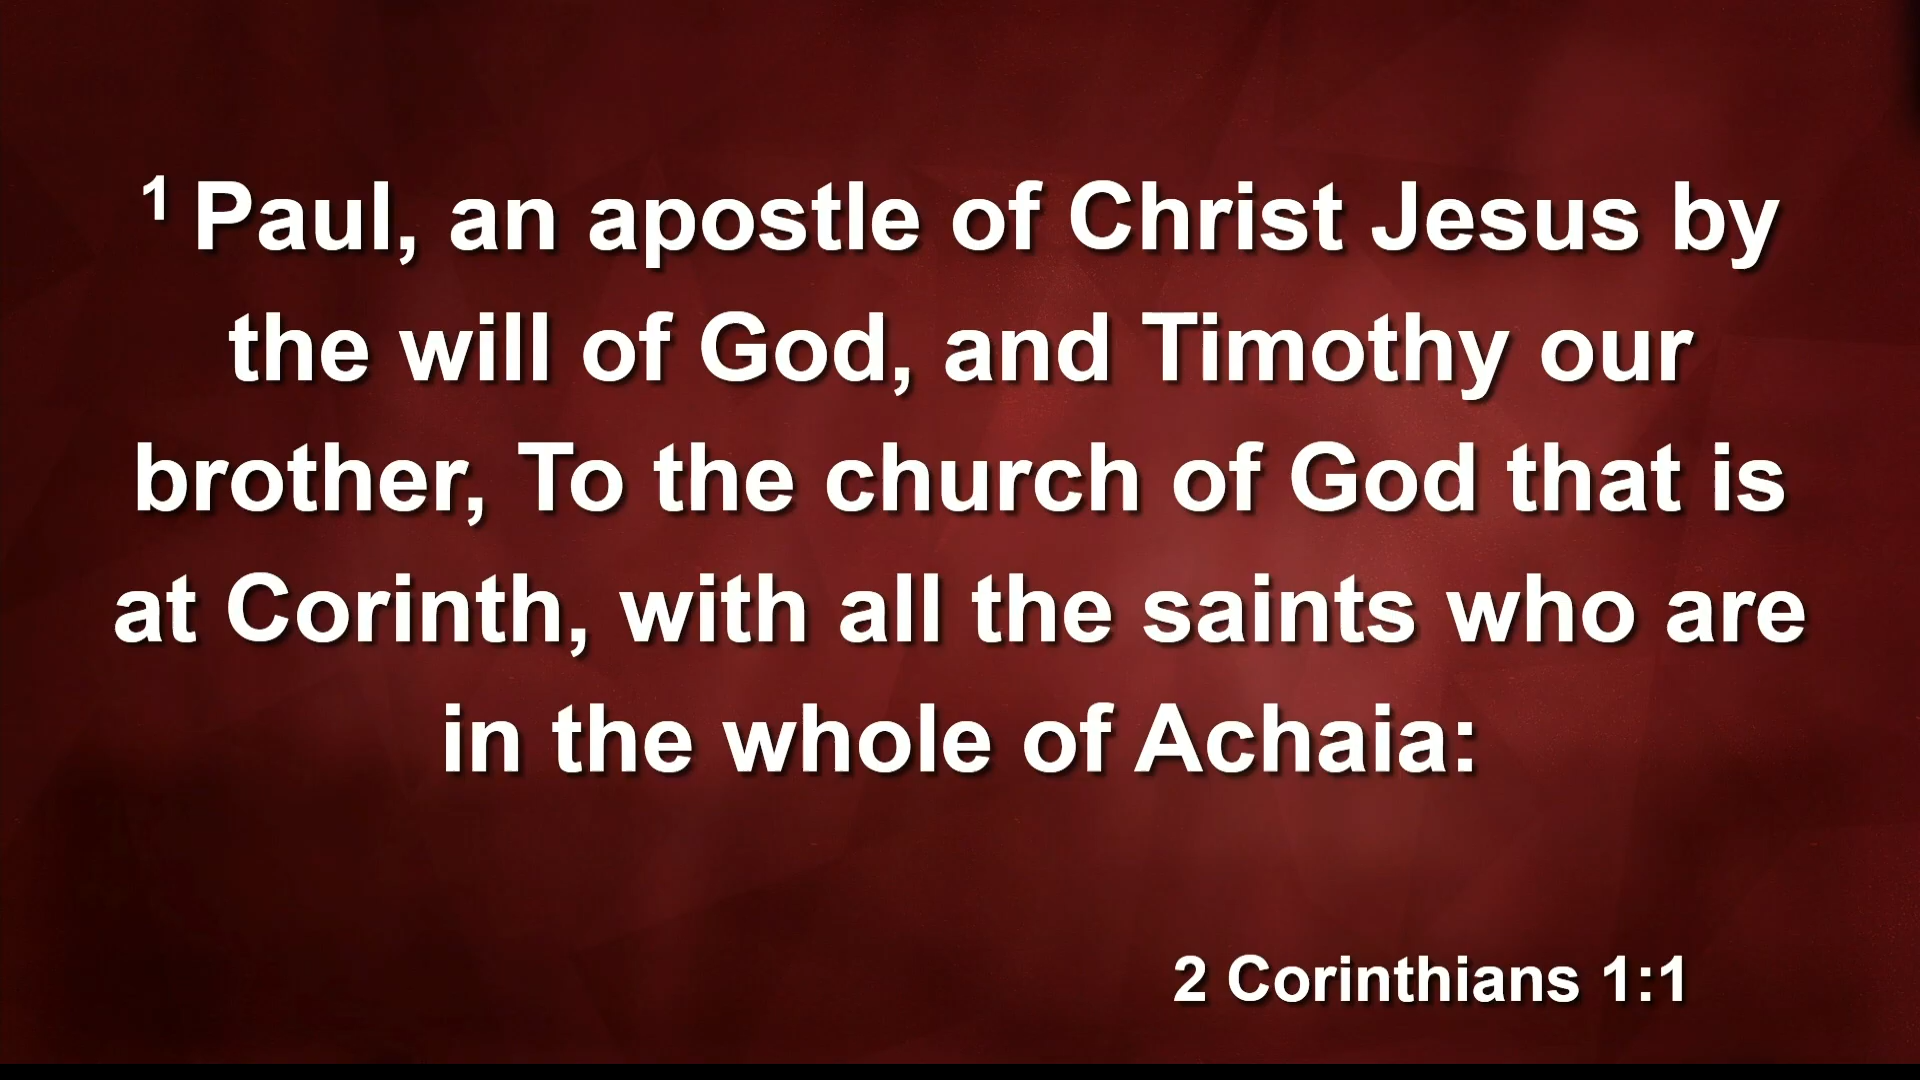 1 Paul, an apostle of Christ Jesus by
the will of God, and Timothy our
brother, To the church of God that is
at Corinth, with all the saints who are
in the whole of Achaia:
2 Corinthians 1:1